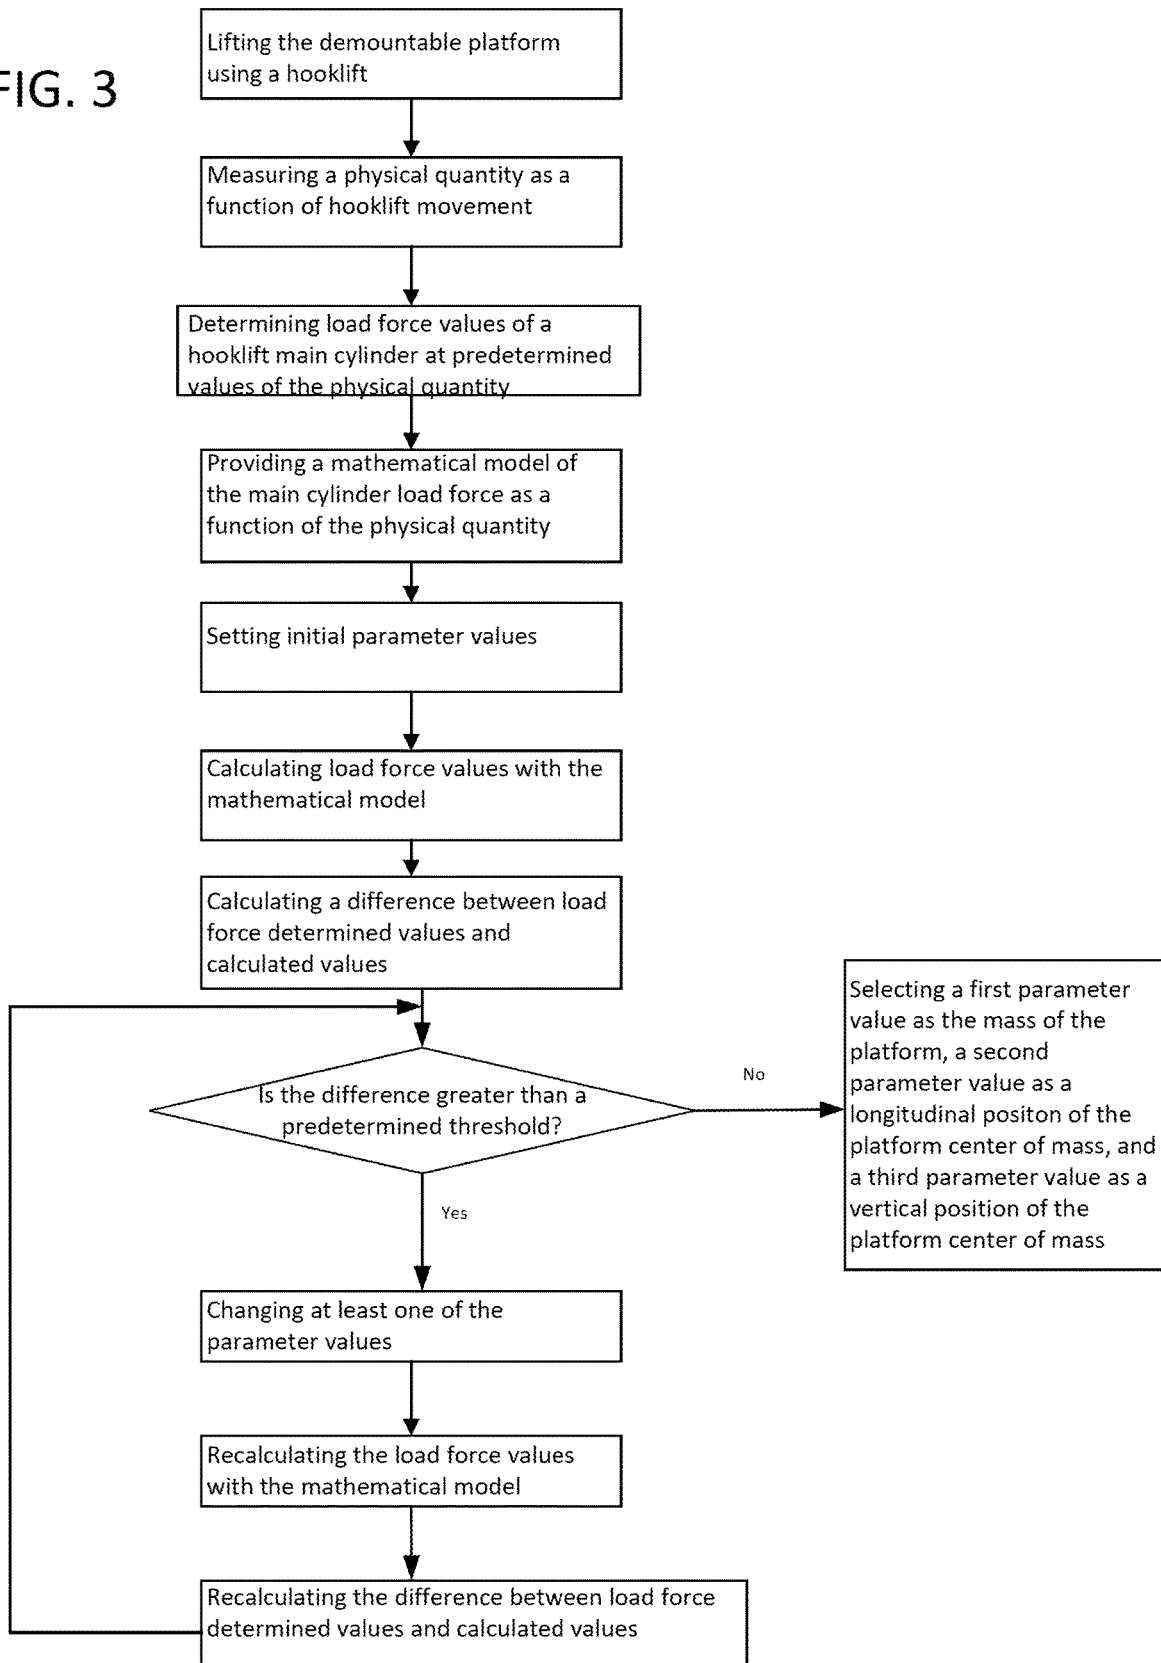 FIG. 3
Lifting the demountable platform
using a hooklift
Measuring a physical quantity as a
function of hooklift movement
Determining load force values of a
hooklift main cylinder at predetermined
values of the physical quantity
Providing a mathematical model of
the main cylinder load force as a
function of the physical quantity
Setting initial parameter values
Calculating load force values with the
mathematical model
Calculating a difference between load
force determined values and
calculated values
Is the difference greater than a
predetermined threshold?
No
Selecting a first parameter
value as the mass of the
platform, a second
parameter value as a
longitudinal positon of the
platform center of mass, and
a third parameter value as a
vertical position of the
platform center of mass
Yes
Changing at least one of the
parameter values
Recalculating the load force values
with the mathematical model
Recalculating the difference between load force
determined values and calculated values